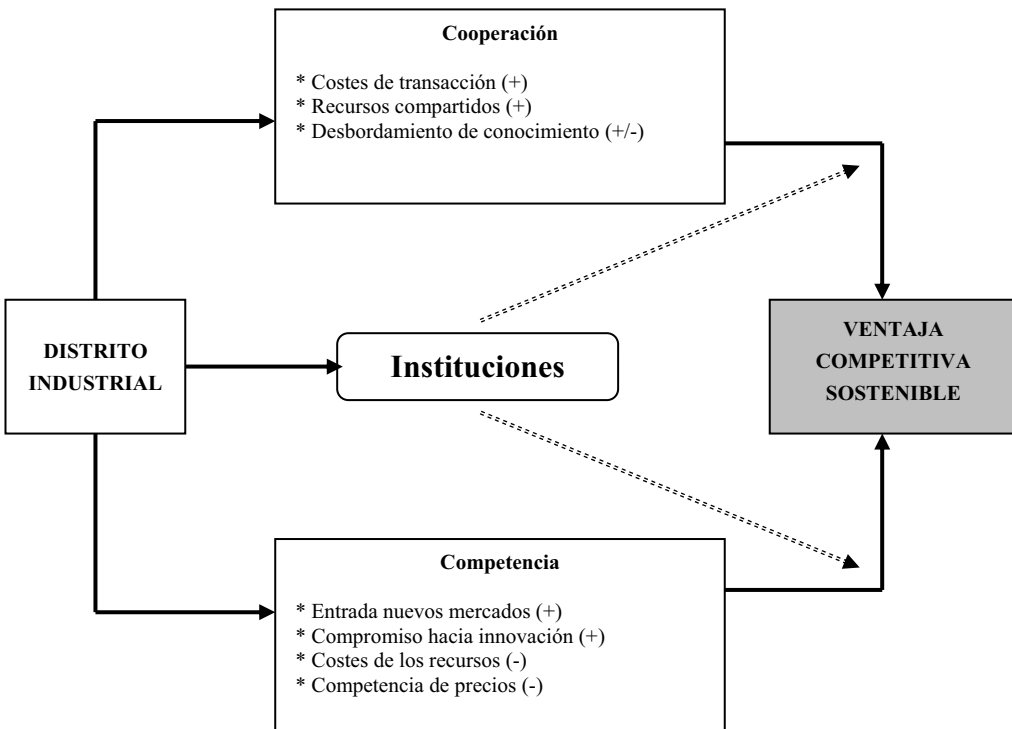 Cooperación
* Costes de transacción (+)
* Recursos compartidos (+)
* Desbordamiento de conocimiento (+/-)
DISTRITO
INDUSTRIAL
Instituciones
VENTAJA
COMPETITIVA
SOSTENIBLE
Competencia
* Entrada nuevos mercados (+)
* Compromiso hacia innovación (+)
* Costes de los recursos (-)
* Competencia de precios (-)